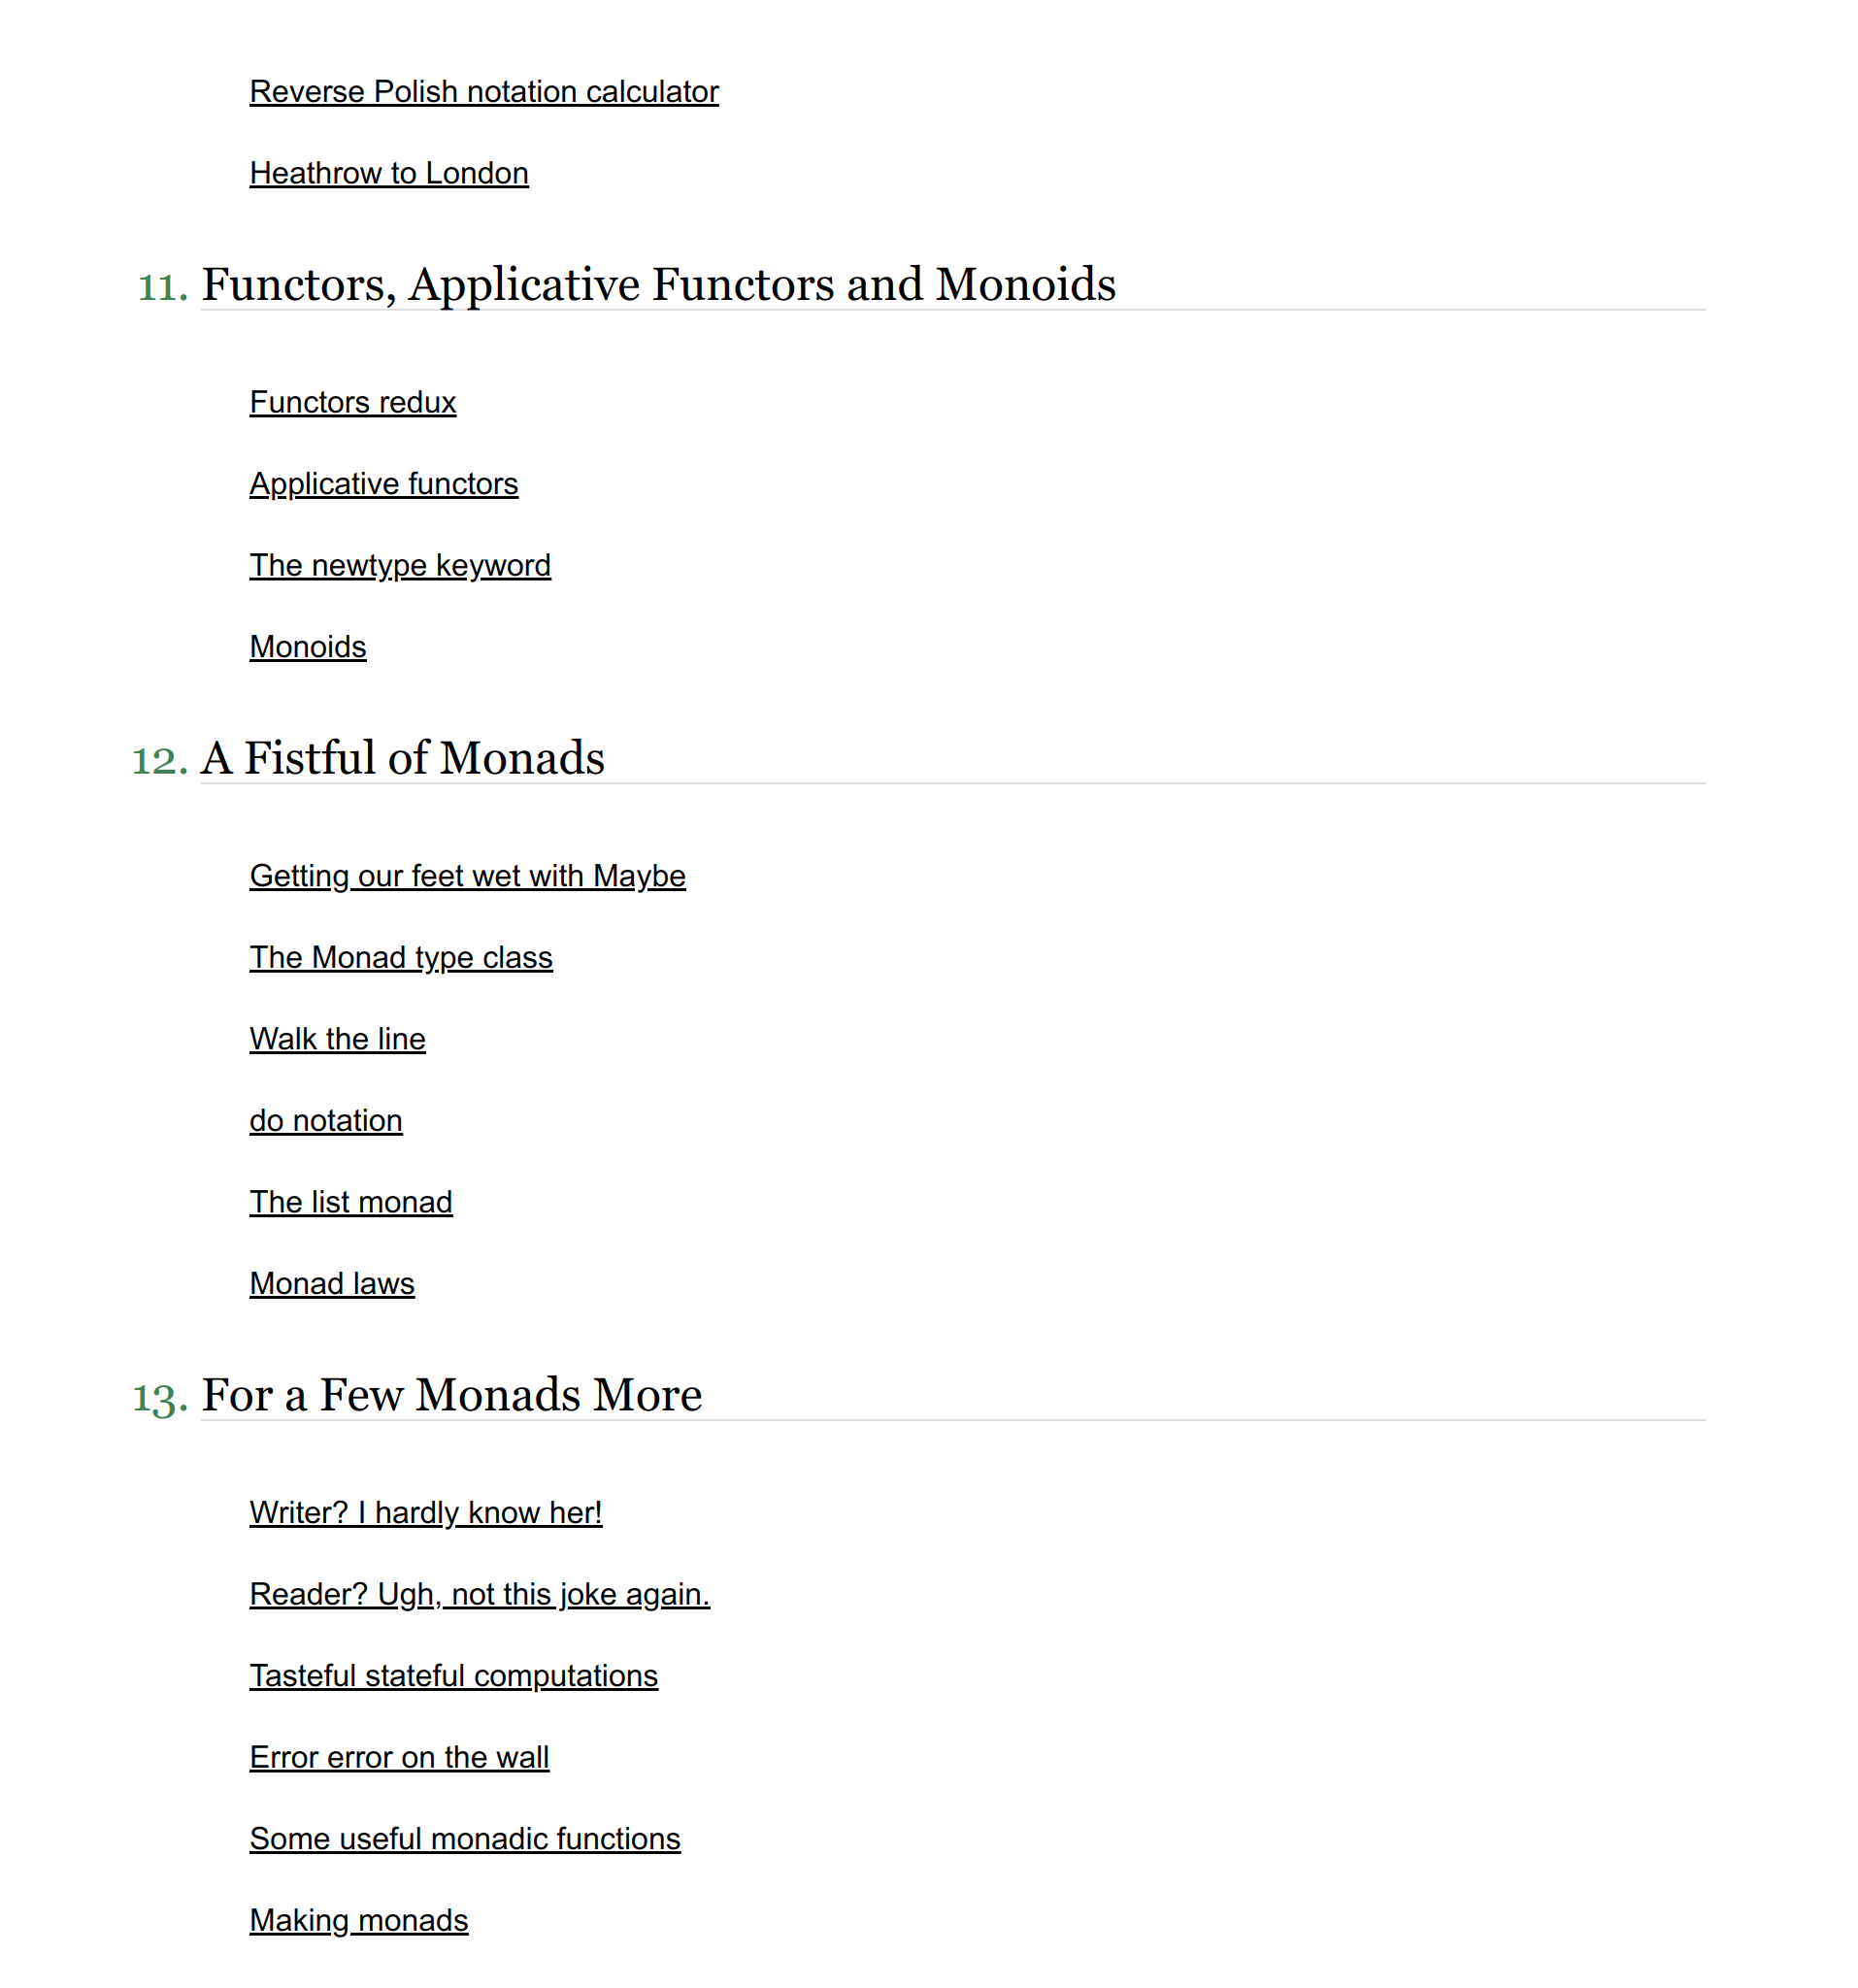 Reverse Polish notation calculator
Heathrow to London
11. Functors, Applicative Functors and Monoids
Functors redux
Applicative functors
The newtype keyword
Monoids
12. A Fistful of Monads
Getting our feet wet with Maybe
The Monad type class
Walk the line
do notation
The list monad
Monad laws
13. For a Few Monads More
Writer? I hardly know her!
Reader? Ugh, not this joke again.
Tasteful stateful computations
Error error on the wall
Some useful monadic functions
Making monads